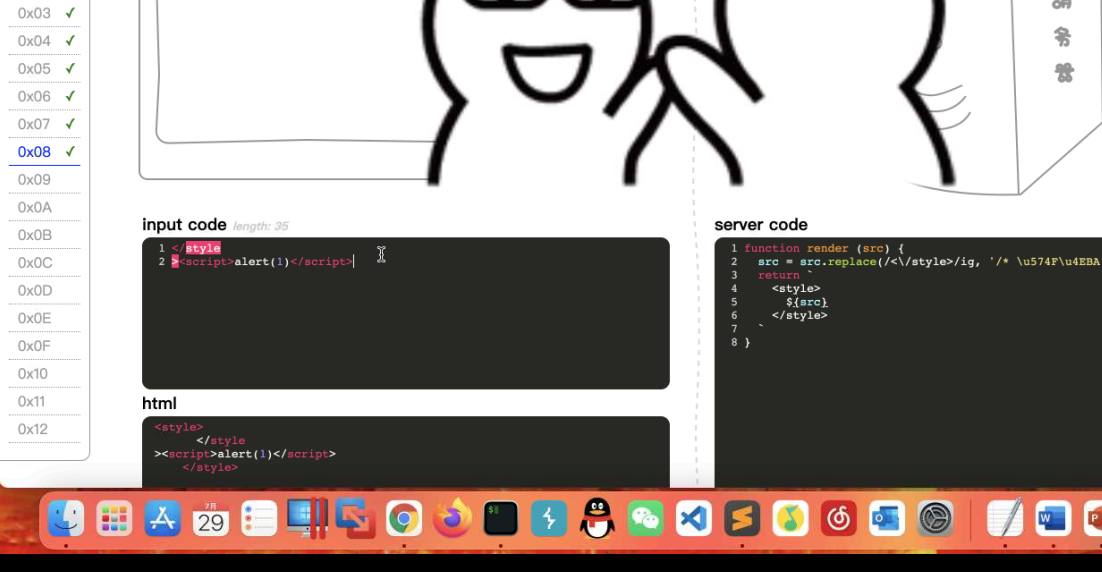 0x03 ✓
0x04 ✓
0x05 ✓
0x06 ✓
0x07 ✓
0x08 ✓
0x09
0x0A
0x0B
0x0C
0x0D
0x0E
0x0F
0x10
0x11
0x12
input code length: 35
1 </style
2 ><script>alert(1)</script>
html
<style>
</style
><script>alert(1)</script>
</style>
server code
1 function render (src) {
2 src = src.replace(/<\/style>/ig, '/* \u574F\u4EBA
3 return `
4 <style>
5 ${src}
6 </style>
7 `
8 }
7月
29